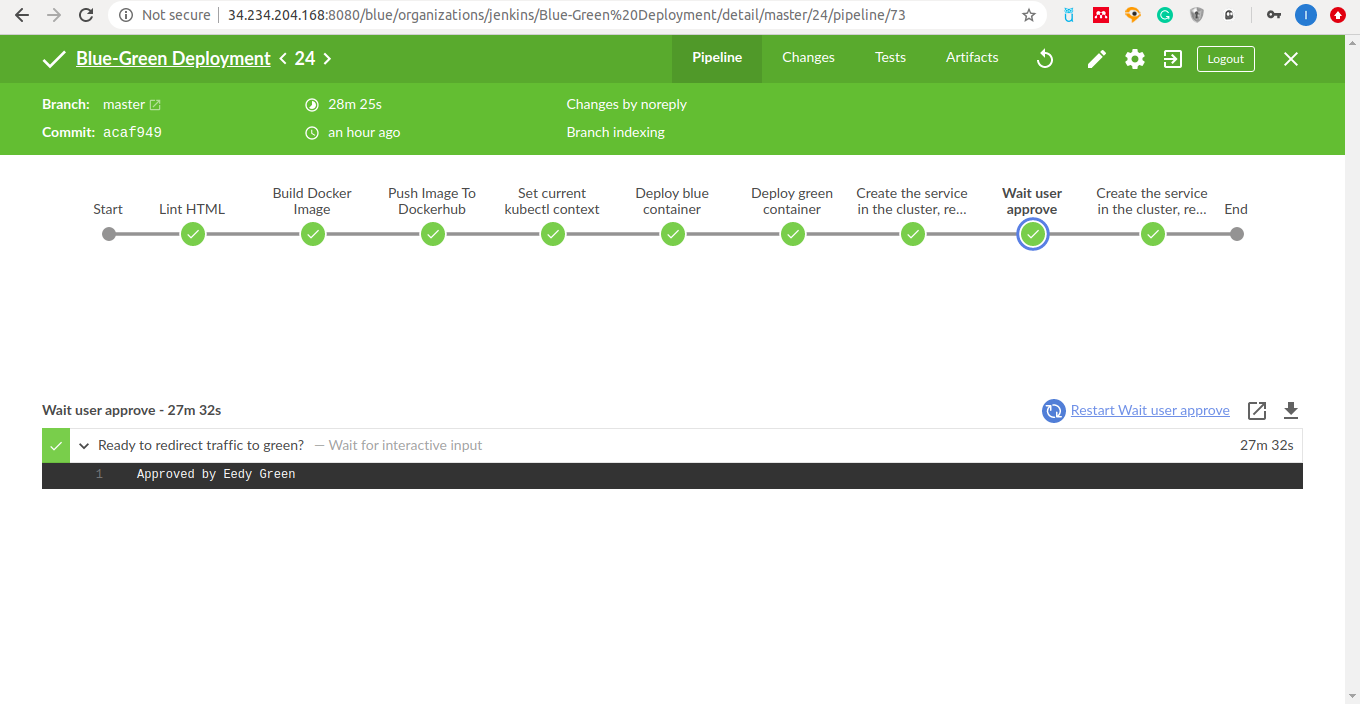 Not secure 34.234.204.168:8080/blue/organizations/jenkins/Blue-Green%20Deployment/detail/master/24/pipeline/73
Blue-Green Deployment < 24 > Pipeline Changes Tests Artifacts Logout
Branch: master 28m 25s Changes by noreply
Commit: acaf949 an hour ago Branch indexing
Start
Lint HTML
Build Docker
Image
Push Image To
Dockerhub
Set current
kubectl context
Deploy blue
container
Deploy green
container
Create the service
in the cluster, re...
Wait user
approve
Create the service
in the cluster, re...
End
Wait user approve - 27m 32s Restart Wait user approve
Ready to redirect traffic to green? — Wait for interactive input 27m 32s
1 Approved by Eedy Green